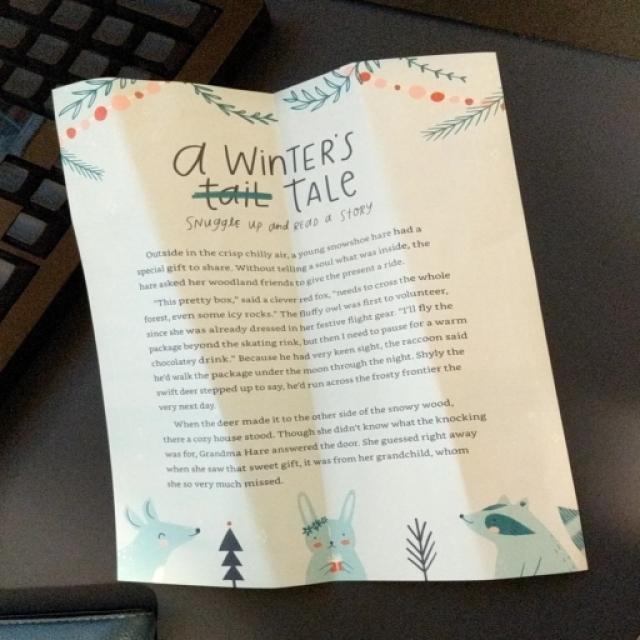 a WINTER'S
tail TALE
SNUGGLE UP and READ a STORY
Outside in the crisp chilly air, a young snowshoe hare had a
special gift to share. Without telling a soul what was inside, the
hare asked her woodland friends to give the present a ride.
"This pretty box," said a clever red fox, "needs to cross the whole
forest, even some icy rocks." The fluffy owl was first to volunteer,
since she was already dressed in her festive flight gear. "I'll fly the
package beyond the skating rink, but then I need to pause for a warm
chocolatey drink." Because he had very keen sight, the raccoon said
he'd walk the package under the moon through the night. Shyly the
swift deer stepped up to say, he'd run across the frosty frontier the
very next day.
When the deer made it to the other side of the snowy wood,
there a cozy house stood. Though she didn't know what the knocking
was for, Grandma Hare answered the door. She guessed right away
when she saw that sweet gift, it was from her grandchild, whom
she so very much missed.